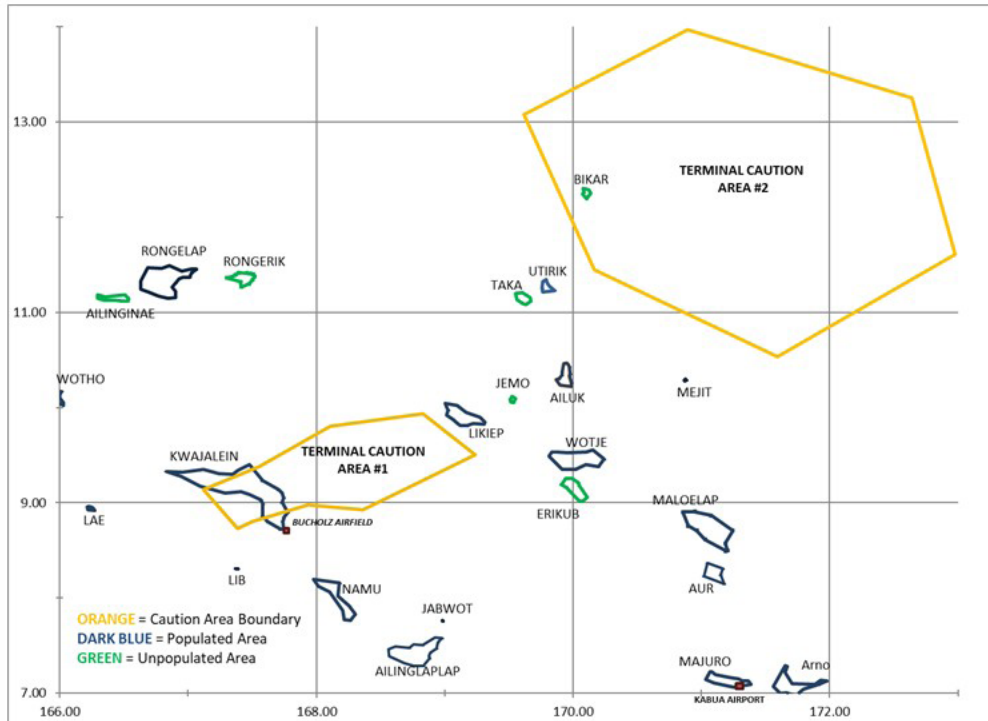 13.00
TERMINAL CAUTION
AREA #2
BIKAR
RONGELAP
RONGERIK
UTIRIK
TAKA
AILINGINAE
11.00
WOTHO
JEMO
AILUK
MEJIT
LIKIEP
WOTJE
TERMINAL CAUTION
AREA #1
KWAJALEIN
9.00
LAE
BUCHOLZ AIRFIELD
ERIKUB
MALOELAP
LIB
NAMU
AUR
JABWOT
ORANGE = Caution Area Boundary
DARK BLUE = Populated Area
GREEN = Unpopulated Area
AILINGLAPLAP
MAJURO
Arno
KABUA AIRPORT
7.00
166.00
168.00
170.00
172.00